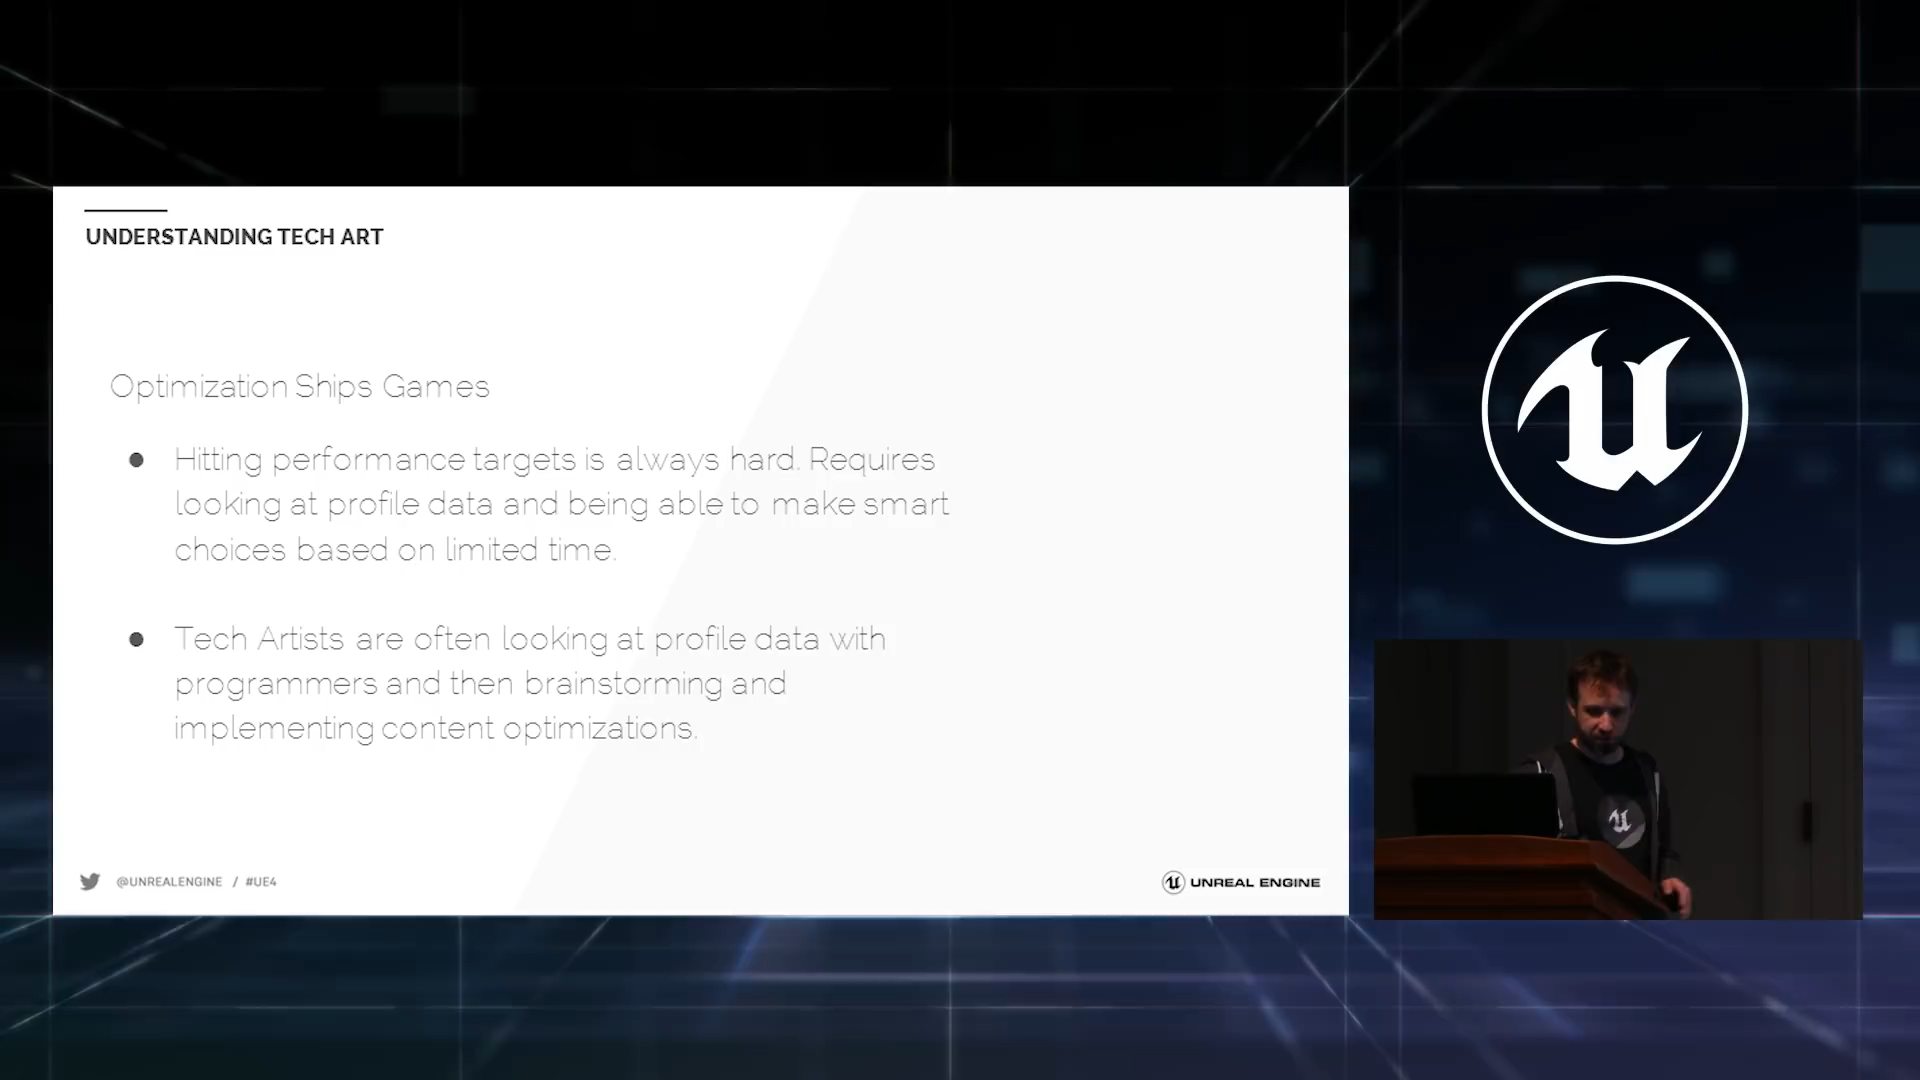 UNDERSTANDING TECH ART
Optimization Ships Games
● Hitting performance targets is always hard. Requires
looking at profile data and being able to make smart
choices based on limited time.
● Tech Artists are often looking at profile data with
programmers and then brainstorming and
implementing content optimizations.
@UNREALENGINE / #UE4
UNREAL ENGINE